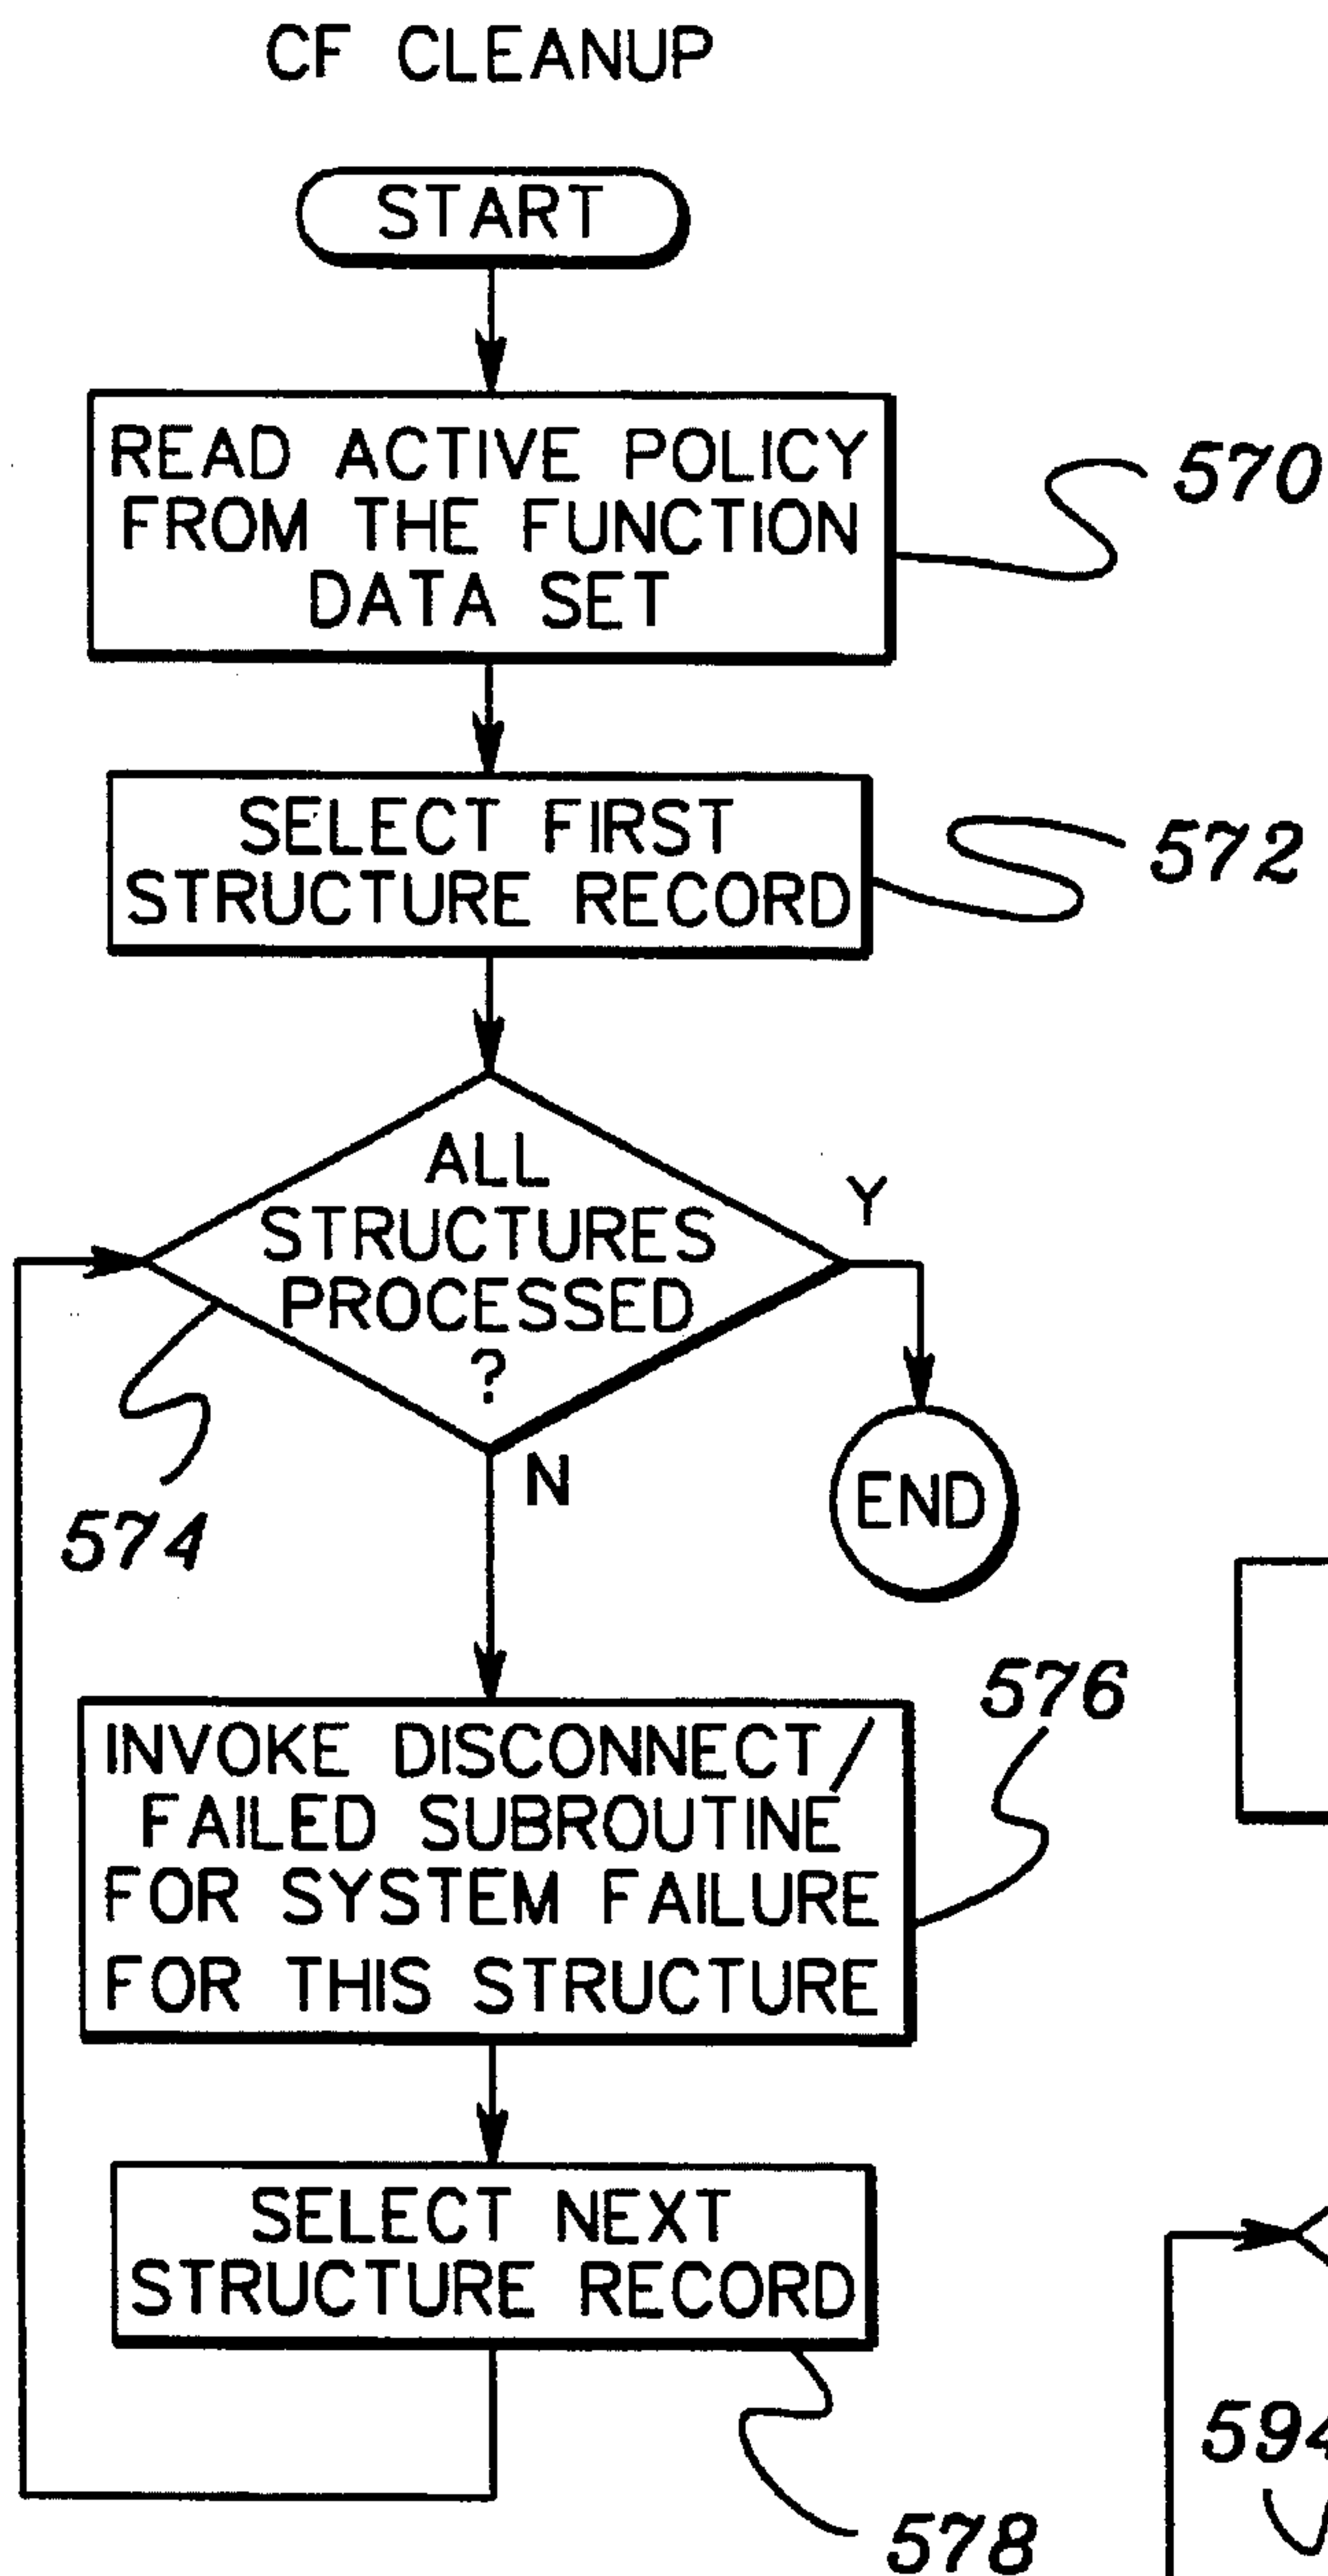 CF CLEANUP
START
READ ACTIVE POLICY
FROM THE FUNCTION
DATA SET
570
SELECT FIRST
STRUCTURE RECORD
572
ALL
STRUCTURES
PROCESSED
?
Y
N
END
574
INVOKE DISCONNECT/
FAILED SUBROUTINE
FOR SYSTEM FAILURE
FOR THIS STRUCTURE
576
SELECT NEXT
STRUCTURE RECORD
578
594